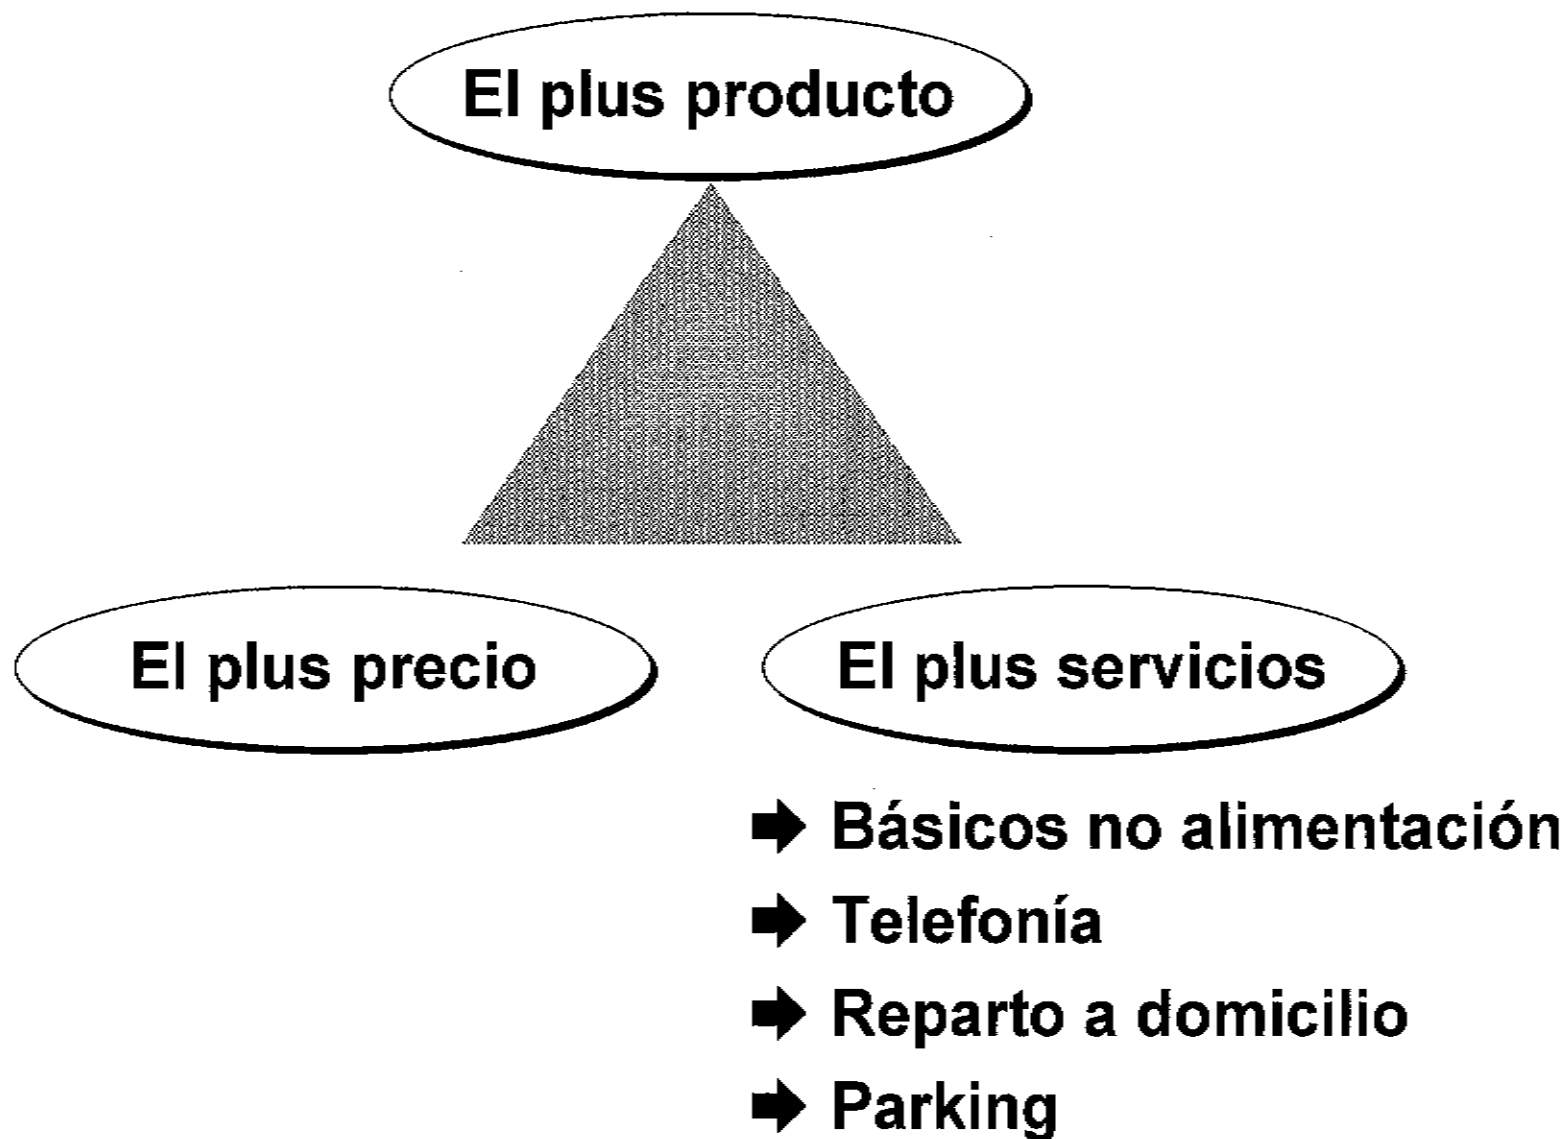 El plus producto
El plus precio
El plus servicios
Básicos no alimentación
Telefonía
Reparto a domicilio
Parking